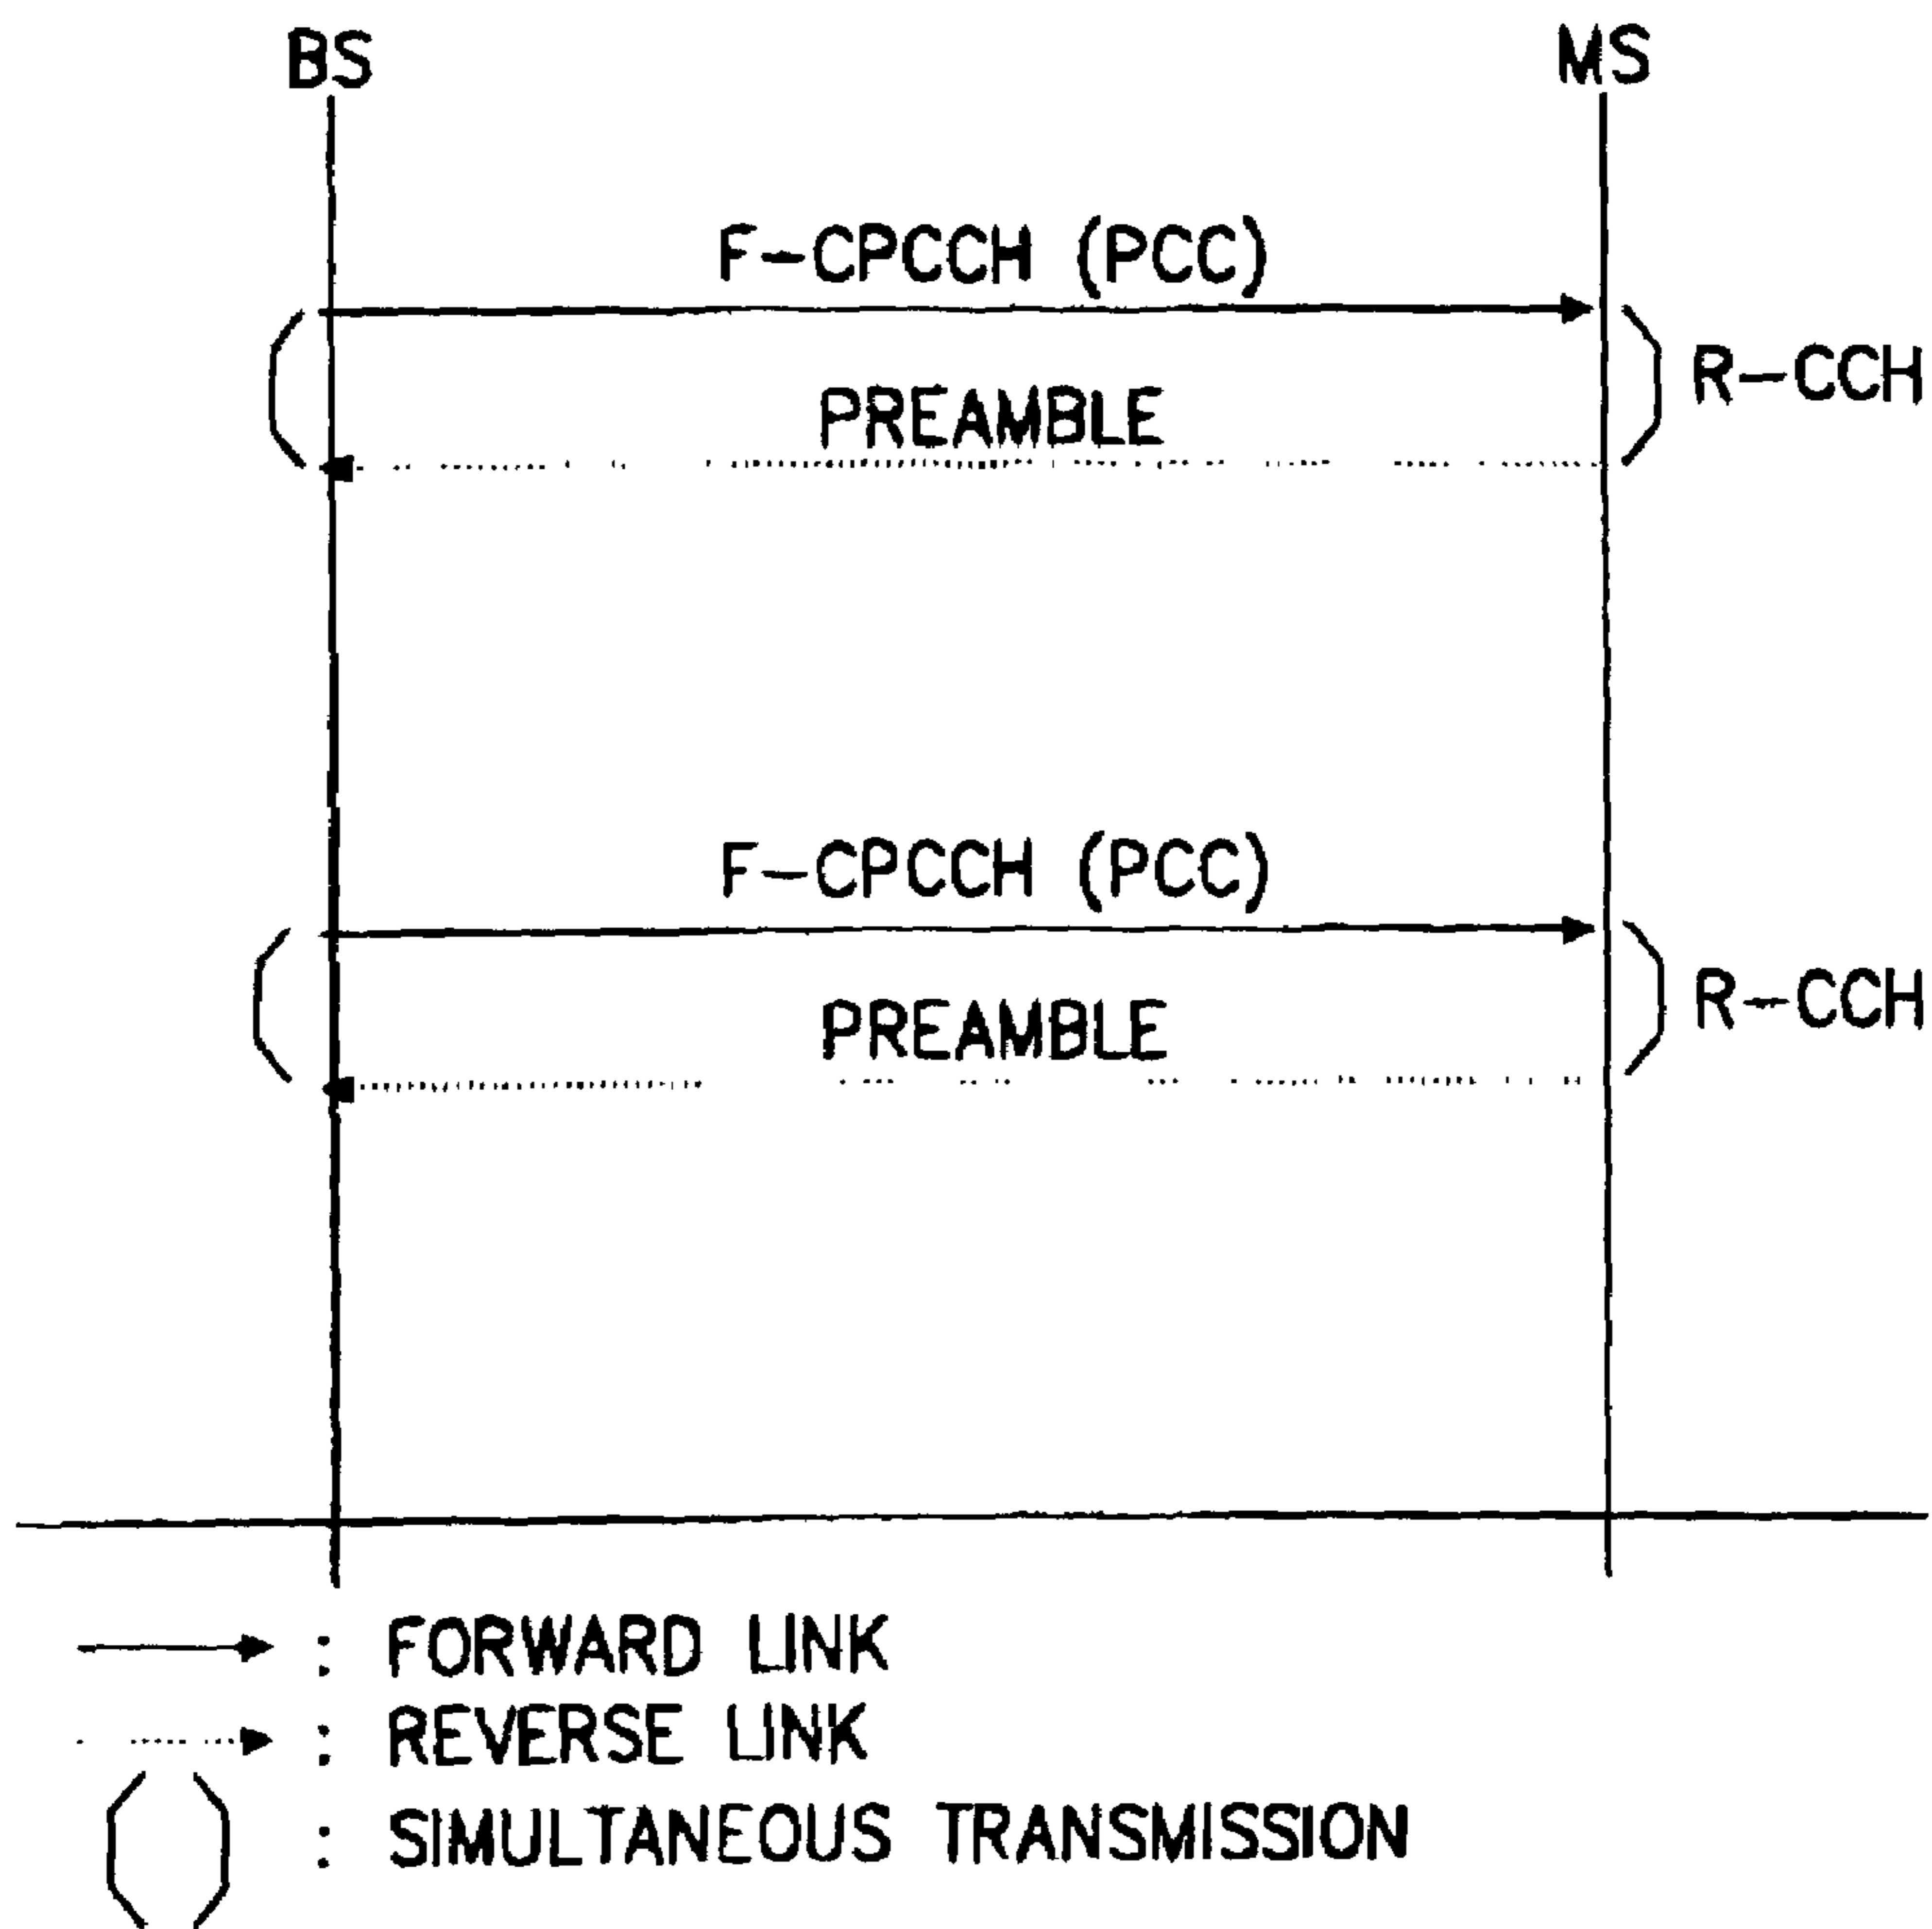 BS MS
F-CPCCH (PCC)
R-CCH
PREAMBLE
F-CPCCH (PCC)
R-CCH
PREAMBLE
: FORWARD LINK
: REVERSE LINK
: SIMULTANEOUS TRANSMISSION